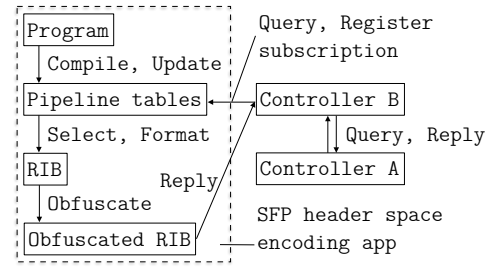 Program
Query, Register
subscription
Compile, Update
Pipeline tables
Controller B
Select, Format
Query, Reply
RIB
Controller A
Reply
Obfuscate
SFP header space
encoding app
Obfuscated RIB